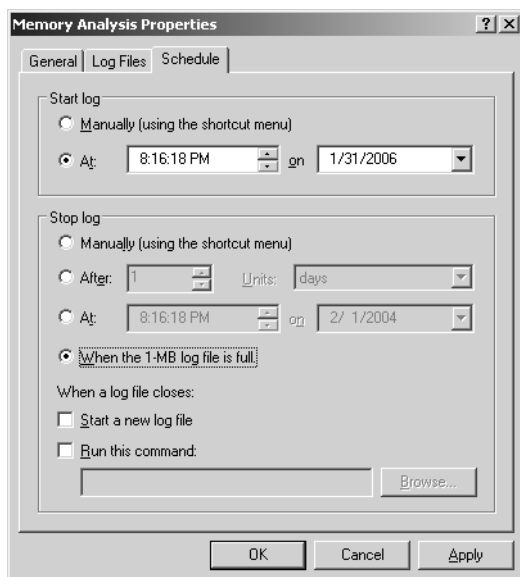 Memory Analysis Properties
General Log Files Schedule
Start log
Manually (using the shortcut menu)
At: 8:16:18 PM on 1/31/2006
Stop log
Manually (using the shortcut menu)
After: 1 Units: days
At: 8:16:18 PM on 2/ 1/2004
When the 1-MB log file is full.
When a log file closes:
Start a new log file
Run this command:
Browse...
OK Cancel Apply